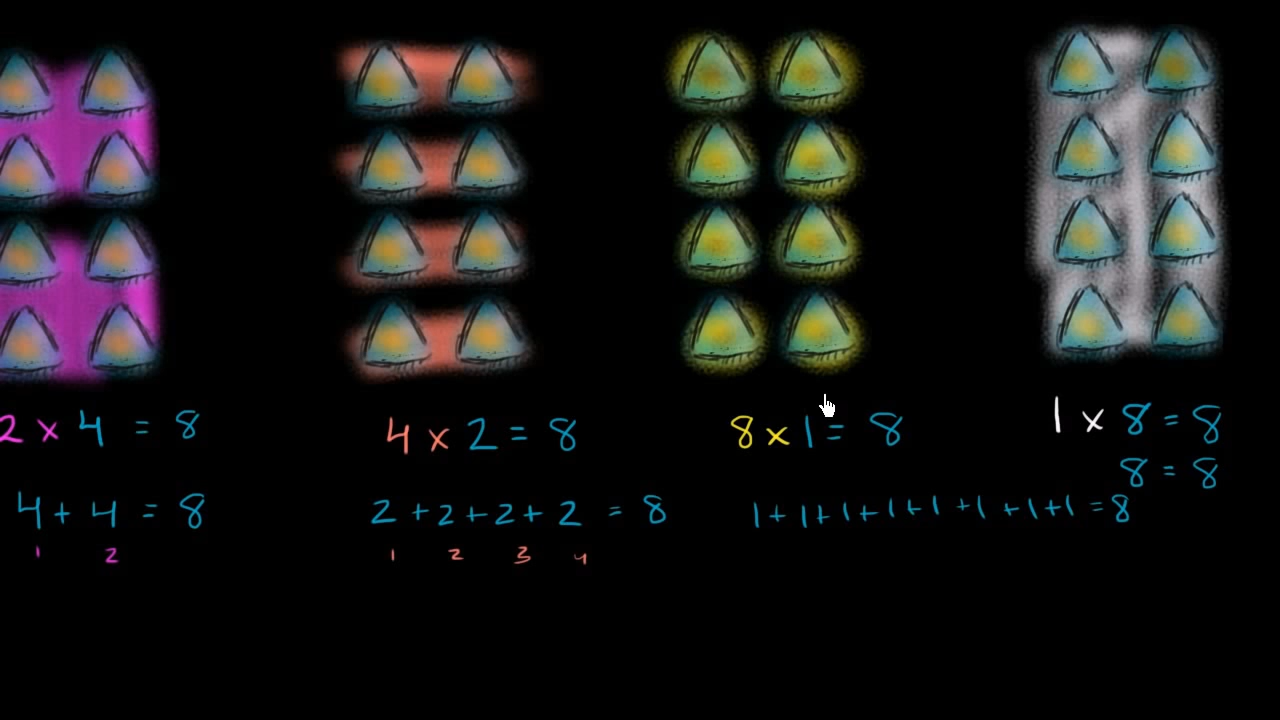 2 x 4 = 8
4 + 4 = 8
1 2
4 x 2 = 8
2 + 2 + 2 + 2 = 8
1 2 3 4
8 x 1 = 8
1 + 1 + 1 + 1 + 1 + 1 + 1 + 1 = 8
1 x 8 = 8
8 = 8